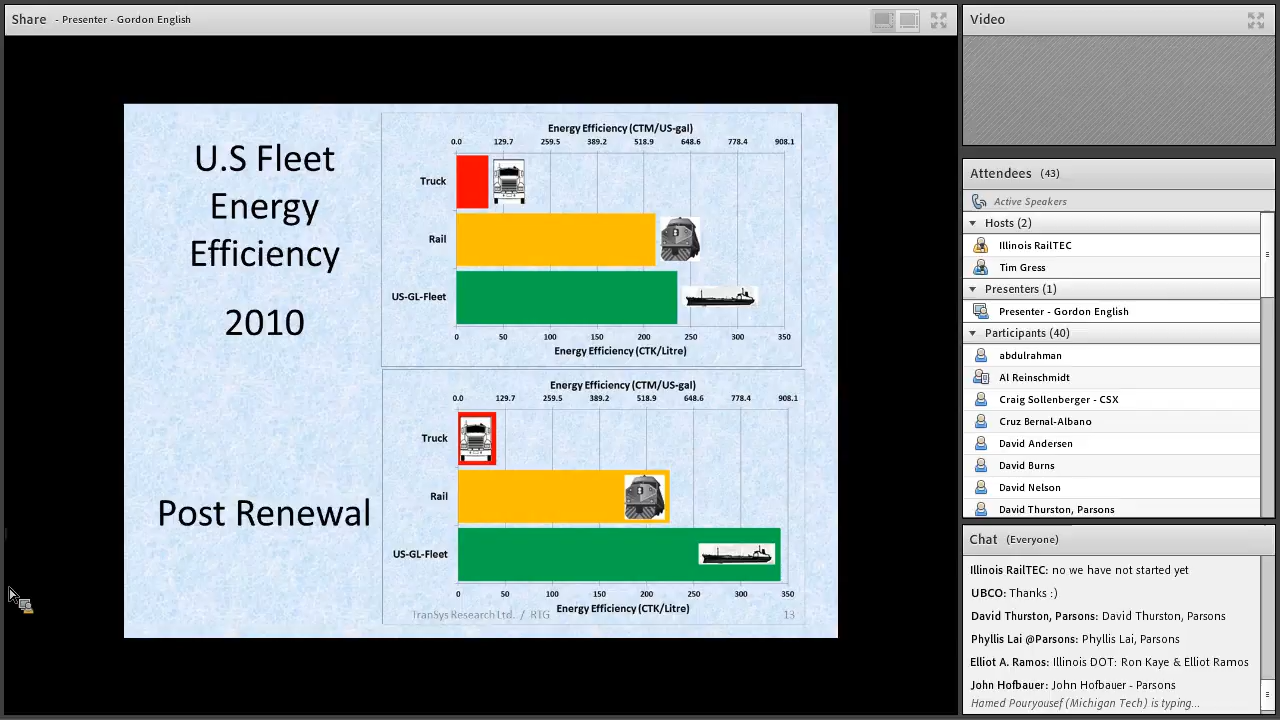 Share - Presenter - Gordon English
U.S Fleet
Energy
Efficiency
2010
Post Renewal
Energy Efficiency (CTM/US-gal)
0.0 129.7 259.5 389.2 518.9 648.6 778.4 908.1
Truck
Rail
US-GL-Fleet
0 50 100 150 200 250 300 350
Energy Efficiency (CTK/Litre)
Energy Efficiency (CTM/US-gal)
0.0 129.7 259.5 389.2 518.9 648.6 778.4 908.1
Truck
Rail
US-GL-Fleet
0 50 100 150 200 250 300 350
Energy Efficiency (CTK/Litre)
TranSys Research Ltd. / RTG
13
Video
Attendees (43)
Active Speakers
Hosts (2)
Illinois RailTEC
Tim Gress
Presenters (1)
Presenter - Gordon English
Participants (40)
abdulrahman
Al Reinschmidt
Craig Sollenberger - CSX
Cruz Bernal-Albano
David Andersen
David Burns
David Nelson
David Thurston, Parsons
Chat (Everyone)
Illinois RailTEC: no we have not started yet
UBCO: Thanks :)
David Thurston, Parsons: David Thurston, Parsons
Phyllis Lai @Parsons: Phyllis Lai, Parsons
Elliot A. Ramos: Illinois DOT: Ron Kaye & Elliot Ramos
John Hofbauer: John Hofbauer - Parsons
Hamed Pouryousef (Michigan Tech) is typing...